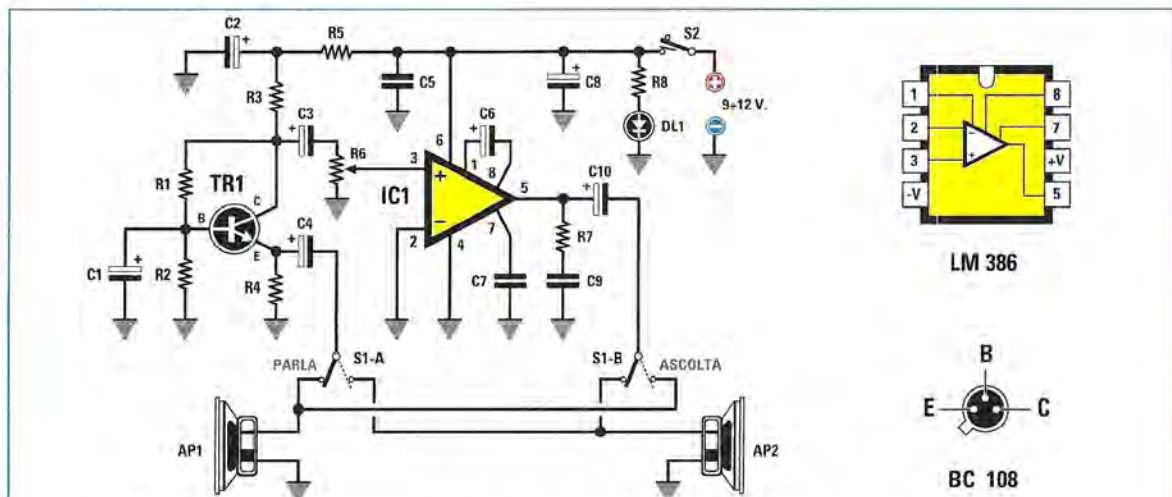 C2
R5
S2
R3
C5
C8
R8
9÷12 V.
DL1
C3
C6
R1
R6
TR1
6
1
8
3
IC1
5
C10
B
C
E
C4
2
4
7
R7
C1
R2
R4
C7
C9
PARLA
S1-A
S1-B
ASCOLTA
AP1
AP2
1
8
2
7
3
+V
-V
5
LM 386
B
E
C
BC 108